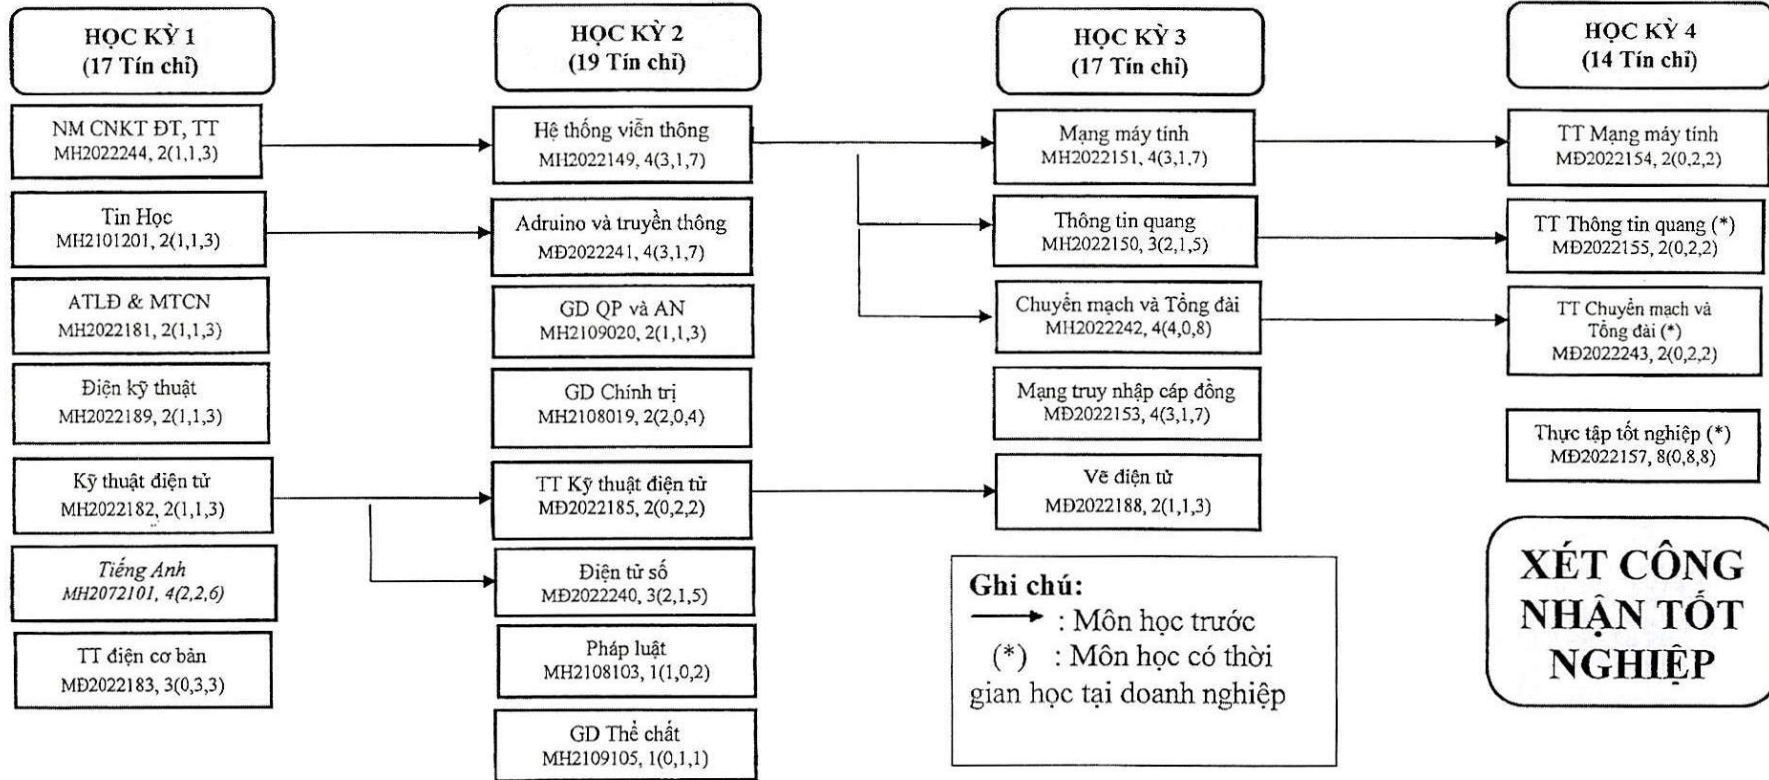 HỌC KỲ 1
(17 Tín chỉ)
NM CNKT ĐT, TT
MH2022244, 2(1,1,3)
Tin Học
MH2101201, 2(1,1,3)
ATLĐ & MTCN
MH2022181, 2(1,1,3)
Điện kỹ thuật
MH2022189, 2(1,1,3)
Kỹ thuật điện tử
MH2022182, 2(1,1,3)
Tiếng Anh
MH2072101, 4(2,2,6)
TT điện cơ bản
MĐ2022183, 3(0,3,3)
HỌC KỲ 2
(19 Tín chỉ)
Hệ thống viễn thông
MH2022149, 4(3,1,7)
Adruino và truyền thông
MĐ2022241, 4(3,1,7)
GD QP và AN
MH2109020, 2(1,1,3)
GD Chính trị
MH2108019, 2(2,0,4)
TT Kỹ thuật điện tử
MĐ2022185, 2(0,2,2)
Điện tử số
MĐ2022240, 3(2,1,5)
Pháp luật
MH2108103, 1(1,0,2)
GD Thể chất
MH2109105, 1(0,1,1)
HỌC KỲ 3
(17 Tín chỉ)
Mạng máy tính
MH2022151, 4(3,1,7)
Thông tin quang
MH2022150, 3(2,1,5)
Chuyển mạch và Tổng đài
MH2022242, 4(4,0,8)
Mạng truy nhập cáp đồng
MĐ2022153, 4(3,1,7)
Vẽ điện tử
MĐ2022188, 2(1,1,3)
Ghi chú:
: Môn học trước
(*) : Môn học có thời
gian học tại doanh nghiệp
HỌC KỲ 4
(14 Tín chỉ)
TT Mạng máy tính
MĐ2022154, 2(0,2,2)
TT Thông tin quang (*)
MĐ2022155, 2(0,2,2)
TT Chuyển mạch và
Tổng đài (*)
MĐ2022243, 2(0,2,2)
Thực tập tốt nghiệp (*)
MĐ2022157, 8(0,8,8)
XÉT CÔNG
NHẬN TỐT
NGHIỆP